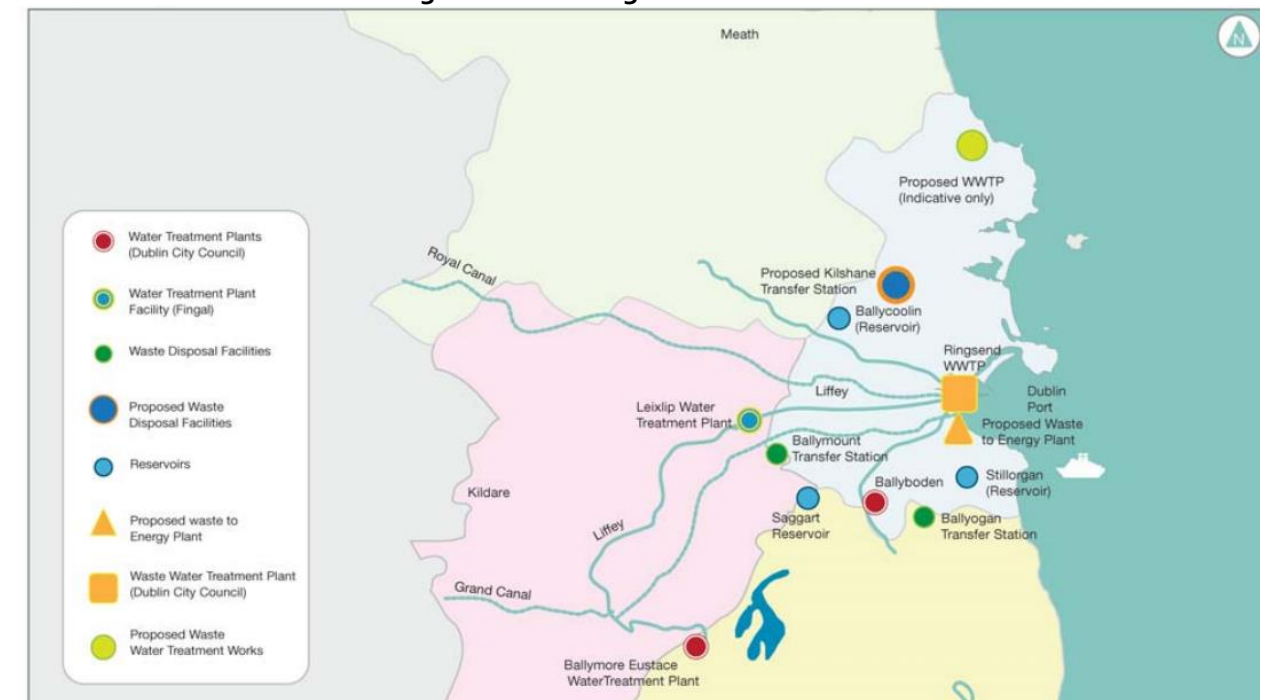 Meath
N
Proposed WWTP
(Indicative only)
Water Treatment Plants
(Dublin City Council)
Water Treatment Plant
Facility (Fingal)
Waste Disposal Facilities
Proposed Waste
Disposal Facilities
Reservoirs
Proposed waste to
Energy Plant
Waste Water Treatment Plant
(Dublin City Council)
Proposed Waste
Water Treatment Works
Royal Canal
Proposed Kilshane
Transfer Station
Ballycoolin
(Reservoir)
Ringsend
WWTP
Liffey
Dublin
Port
Leixlip Water
Treatment Plant
Proposed Waste
to Energy Plant
Ballymount
Transfer Station
Kildare
Ballyboden
Stillorgan
(Reservoir)
Saggart
Reservoir
Ballyogan
Transfer Station
Liffey
Grand Canal
Ballymore Eustace
WaterTreatment Plant